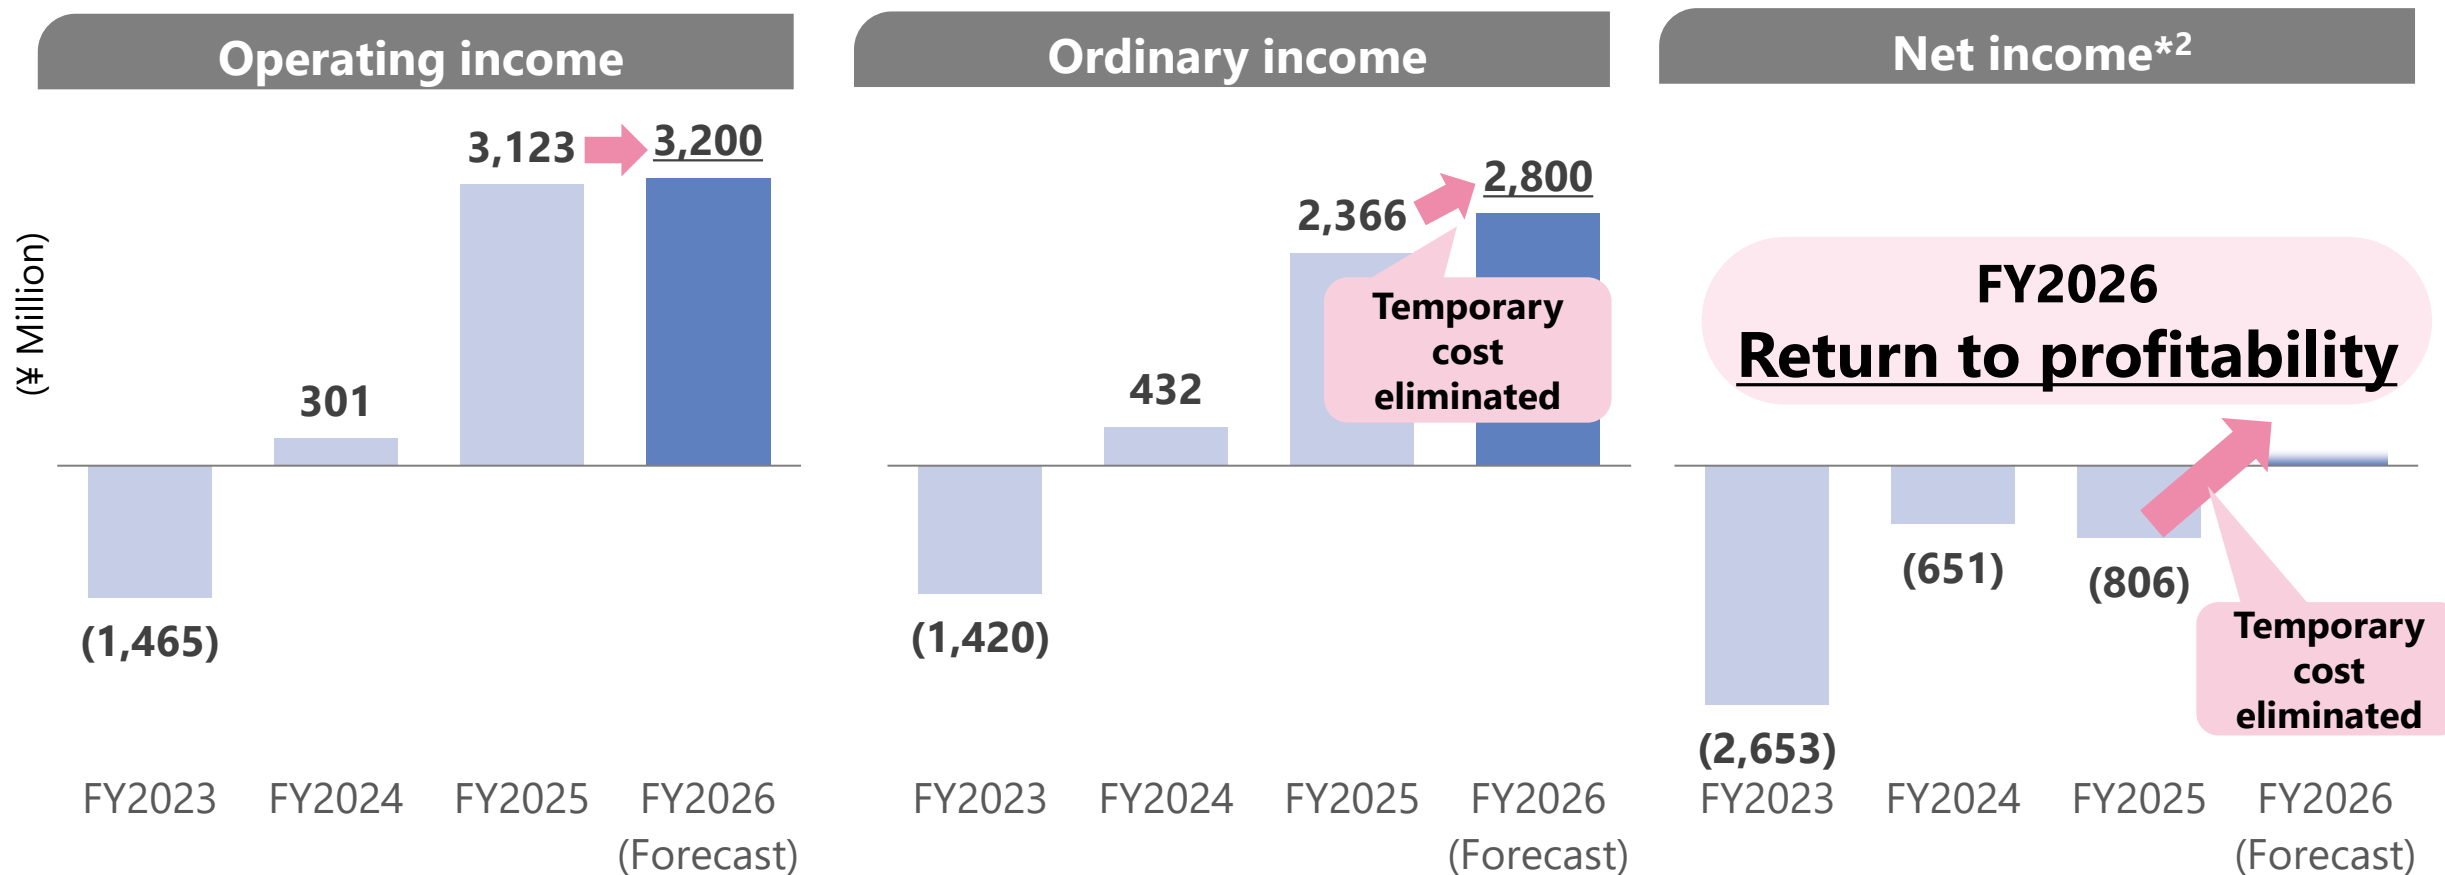 Operating income
(¥ Million)
3,123
3,200
301
(1,465)
FY2023
FY2024
FY2025
FY2026
(Forecast)
Ordinary income
2,800
2,366
Temporary
cost
eliminated
432
(1,420)
FY2023
FY2024
FY2025
FY2026
(Forecast)
Net income*2
FY2026
Return to profitability
(651)
(806)
Temporary
cost
eliminated
(2,653)
FY2023
FY2024
FY2025
FY2026
(Forecast)